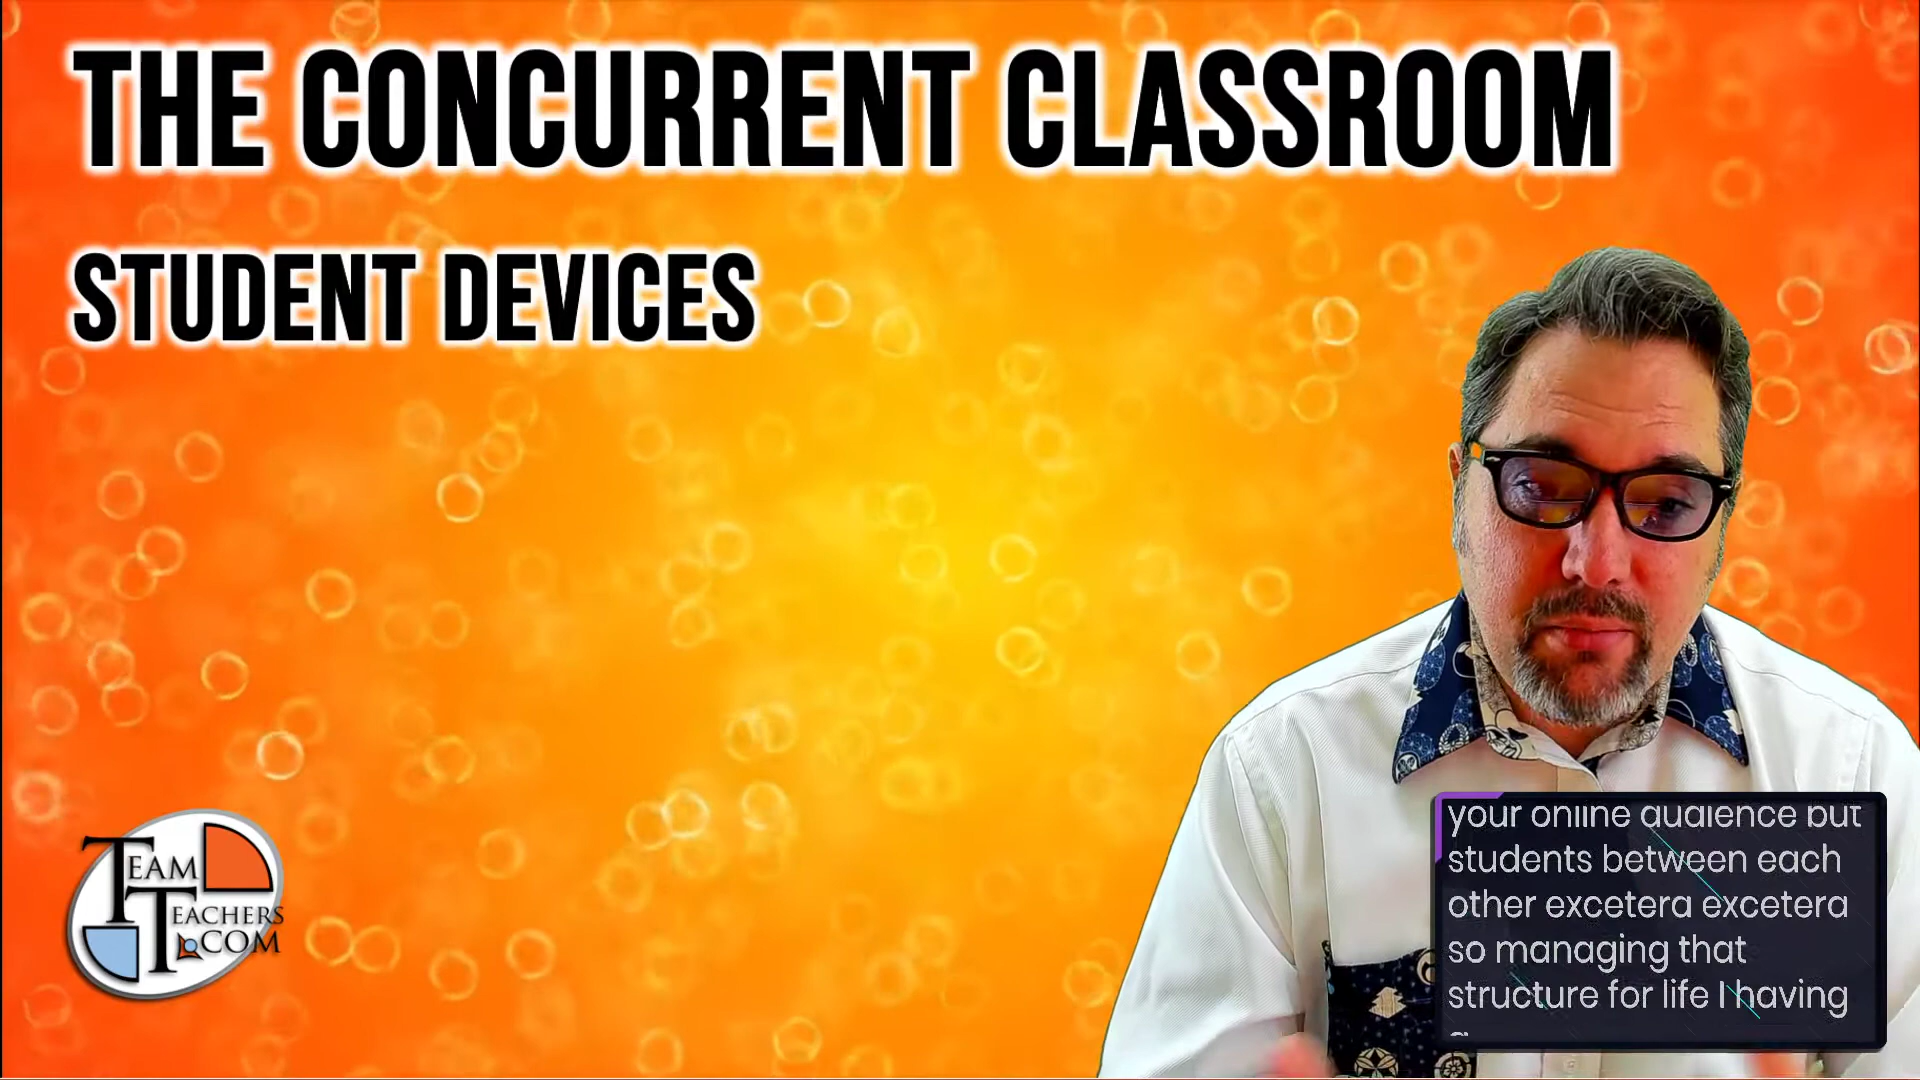 THE CONCURRENT CLASSROOM
STUDENT DEVICES
TEAM
TEACHERS
.COM
your online audience but
students between each
other excetera excetera
so managing that
structure for life I having